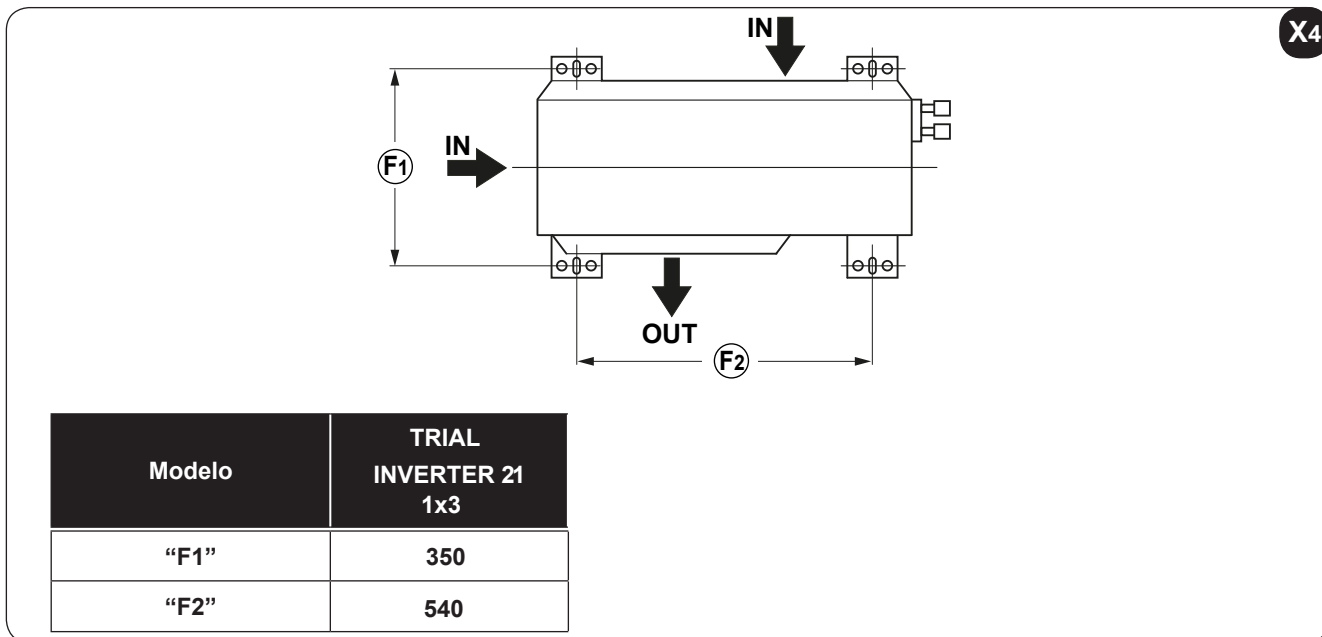 IN
X4
IN
F1
OUT
F2
Modelo
TRIAL
INVERTER 21
1x3
“F1”
350
“F2”
540